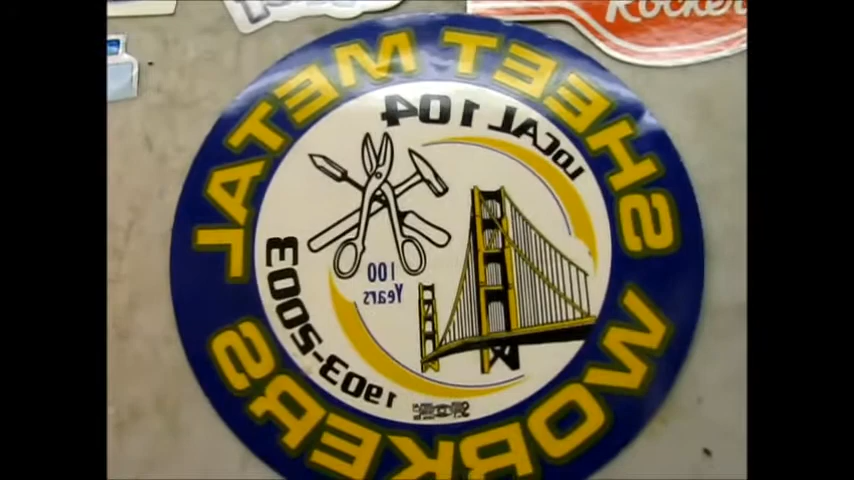 Rocker
SHEET METAL
LOCAL 104
100
Years
1903-2003
WORKERS